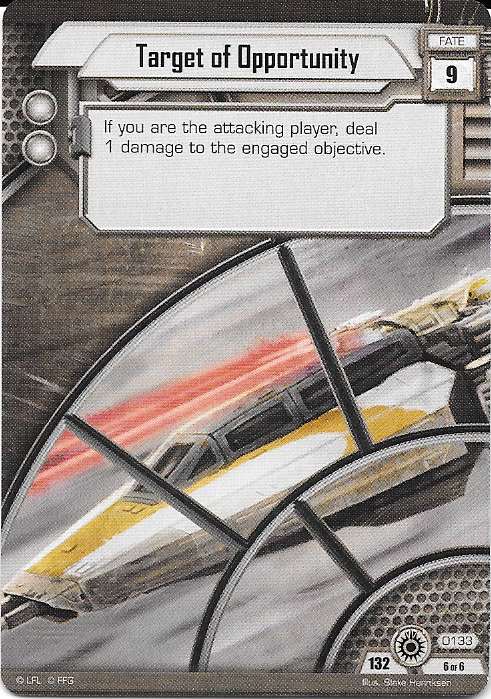 Target of Opportunity
FATE
9
If you are the attacking player, deal
1 damage to the engaged objective.
0133
132
6 OF 6
© LFL © FFG
Illus. Blake Henriksen